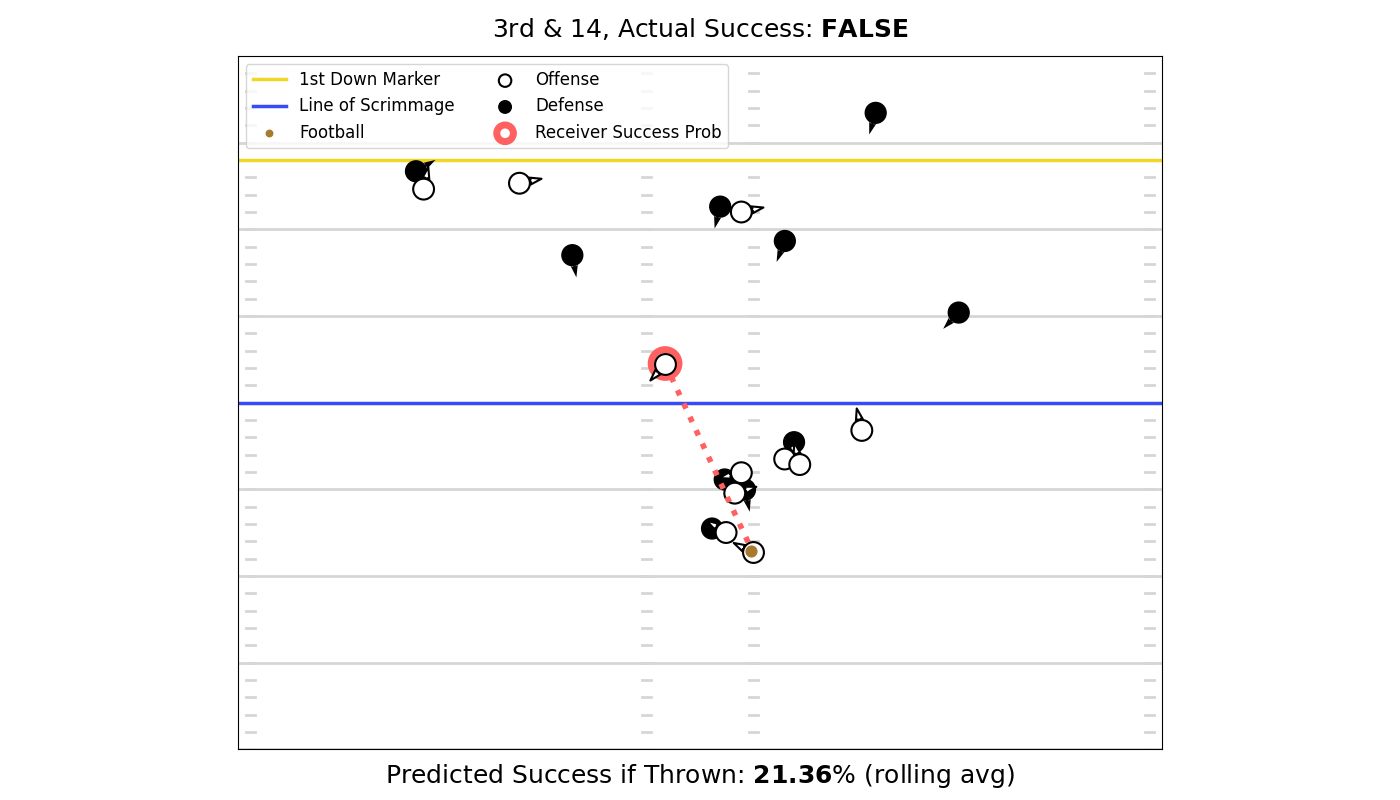 3rd & 14, Actual Success: FALSE
1st Down Marker
Line of Scrimmage
Football
Offense
Defense
Receiver Success Prob
Predicted Success if Thrown: 21.36% (rolling avg)